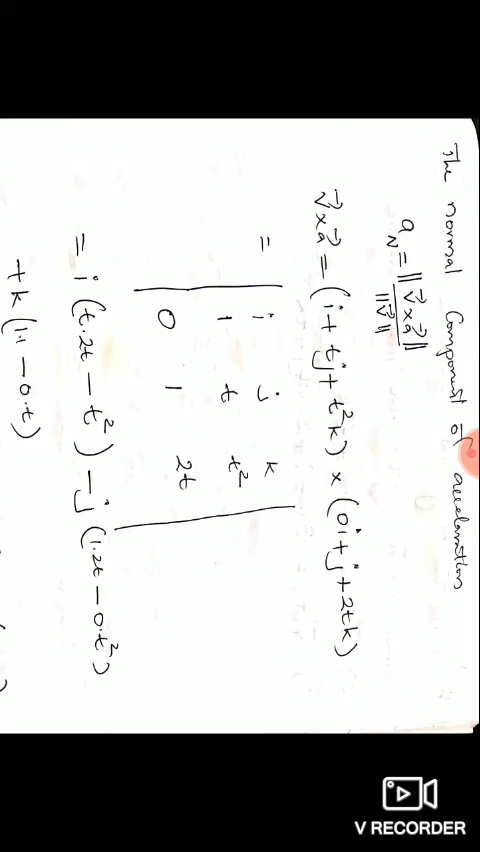 The normal Component of accelaration
a_N = ||v⃗ x a⃗|| / ||v⃗||
v⃗ x a⃗ = (i + tj + t²k) x (0i + j + 2tk)
= | i j k |
| 1 t t² |
| 0 1 2t |
= i (t.2t - t²) - j (1.2t - 0.t²)
+ k (1.1 - 0.t)
V RECORDER